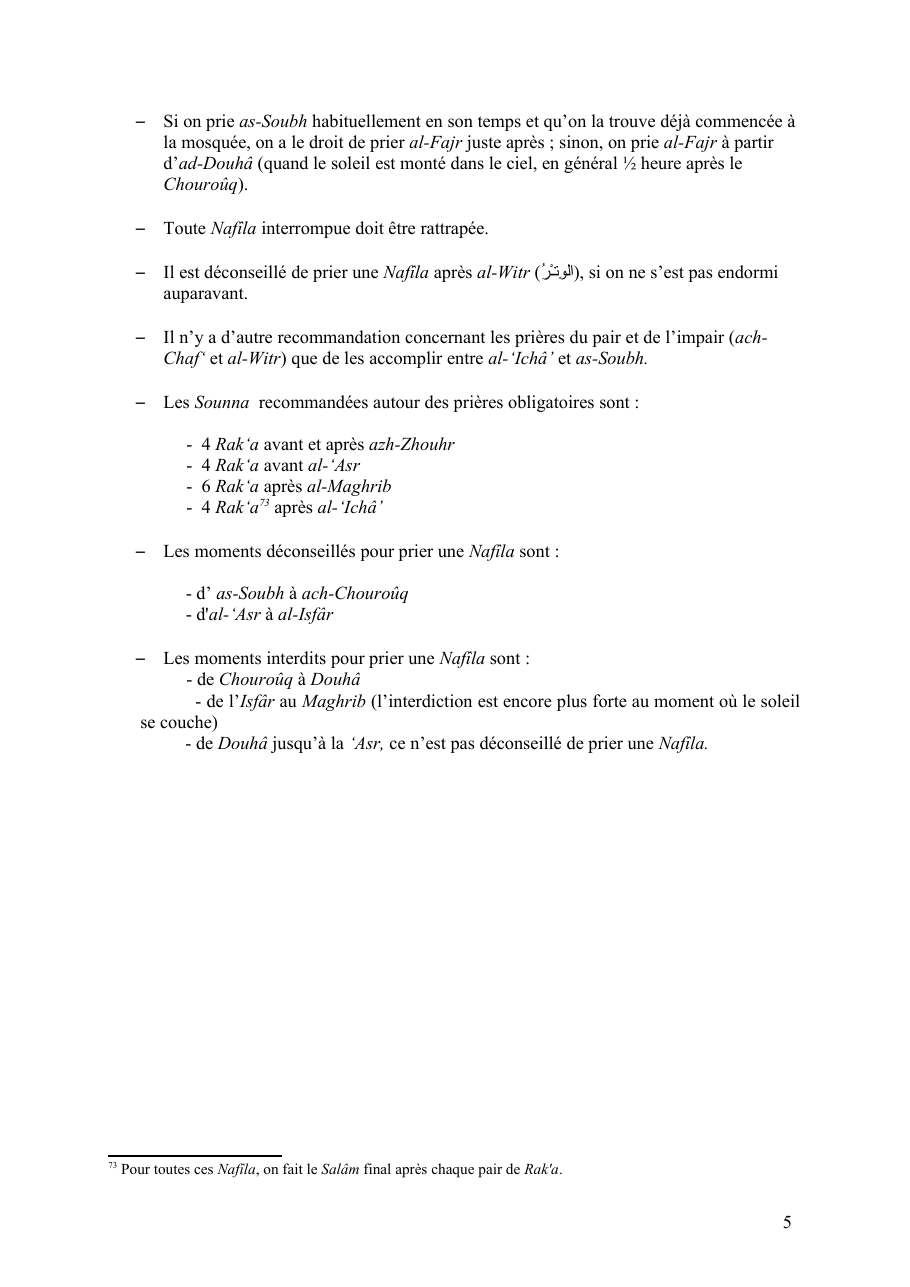 – Si on prie as-Soubh habituellement en son temps et qu’on la trouve déjà commencée à
la mosquée, on a le droit de prier al-Fajr juste après ; sinon, on prie al-Fajr à partir
d’ad-Douhâ (quand le soleil est monté dans le ciel, en général ½ heure après le
Chouroûq).
– Toute Nafîla interrompue doit être rattrapée.
– Il est déconseillé de prier une Nafîla après al-Witr (الوتـْرُ), si on ne s’est pas endormi
auparavant.
– Il n’y a d’autre recommandation concernant les prières du pair et de l’impair (ach-
Chaf‘ et al-Witr) que de les accomplir entre al-‘Ichâ’ et as-Soubh.
– Les Sounna recommandées autour des prières obligatoires sont :
- 4 Rak‘a avant et après azh-Zhouhr
- 4 Rak‘a avant al-‘Asr
- 6 Rak‘a après al-Maghrib
- 4 Rak‘a73 après al-‘Ichâ’
– Les moments déconseillés pour prier une Nafîla sont :
- d’ as-Soubh à ach-Chouroûq
- d'al-‘Asr à al-Isfâr
– Les moments interdits pour prier une Nafîla sont :
- de Chouroûq à Douhâ
- de l’Isfâr au Maghrib (l’interdiction est encore plus forte au moment où le soleil
se couche)
- de Douhâ jusqu’à la ‘Asr, ce n’est pas déconseillé de prier une Nafîla.
73 Pour toutes ces Nafîla, on fait le Salâm final après chaque pair de Rak'a.
5